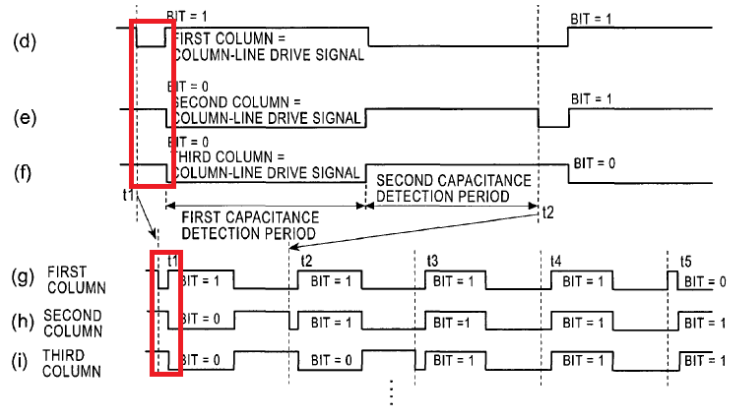 BIT = 1 BIT = 1
(d) FIRST COLUMN =
COLUMN-LINE DRIVE SIGNAL
BIT = 0
(e) SECOND COLUMN = BIT = 1
COLUMN-LINE DRIVE SIGNAL
BIT = 0
(f) THIRD COLUMN = BIT = 0
COLUMN-LINE DRIVE SIGNAL
SECOND CAPACITANCE
DETECTION PERIOD
t1 t2
FIRST CAPACITANCE
DETECTION PERIOD
t1 t2 t3 t4 t5
(g) FIRST COLUMN BIT = 1 BIT = 1 BIT = 1 BIT = 1 BIT = 0
(h) SECOND COLUMN BIT = 0 BIT = 1 BIT =1 BIT = 1 BIT = 1
(i) THIRD COLUMN BIT = 0 BIT = 0 BIT = 1 BIT = 1 BIT = 1